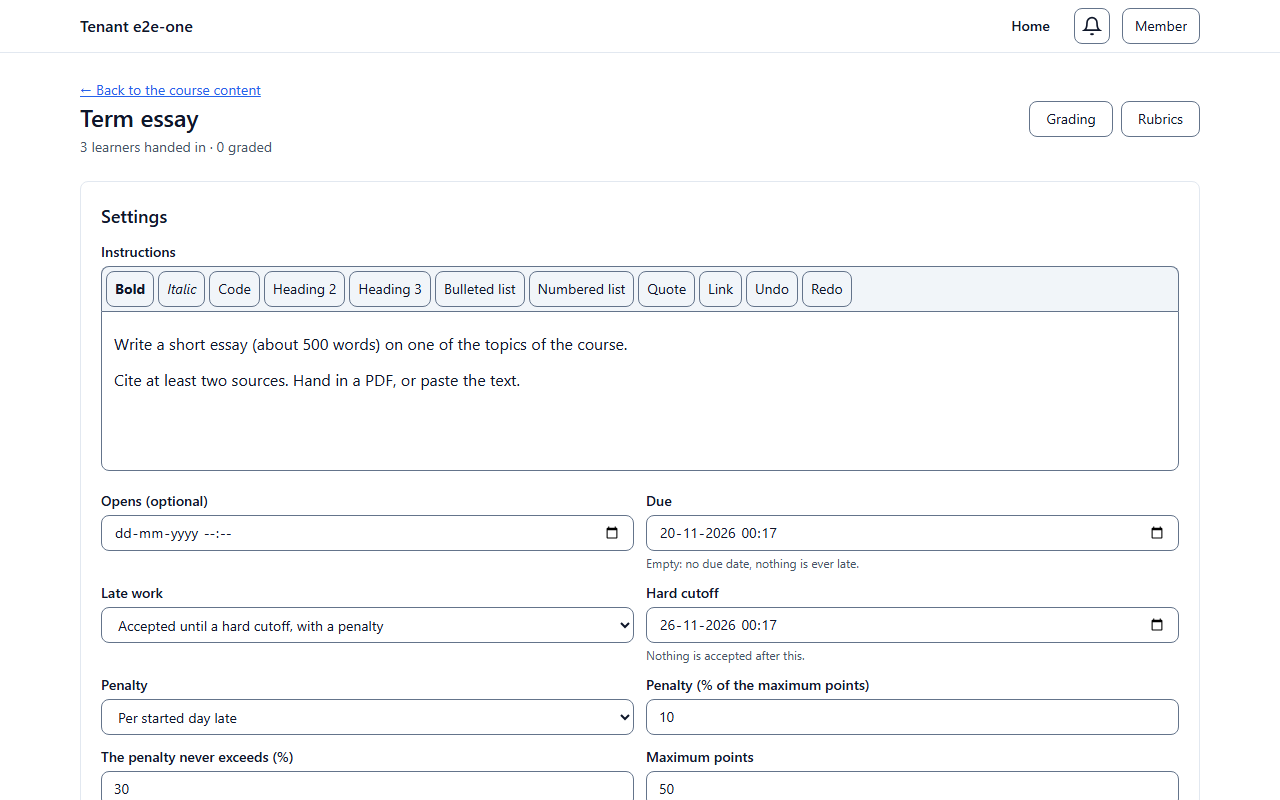 Tenant e2e-one
Home
Member
← Back to the course content
Term essay
3 learners handed in · 0 graded
Grading
Rubrics
Settings
Instructions
Bold Italic Code Heading 2 Heading 3 Bulleted list Numbered list Quote Link Undo Redo
Write a short essay (about 500 words) on one of the topics of the course.
Cite at least two sources. Hand in a PDF, or paste the text.
Opens (optional)
dd-mm-yyyy --:--
Due
20-11-2026 00:17
Empty: no due date, nothing is ever late.
Late work
Accepted until a hard cutoff, with a penalty
Hard cutoff
26-11-2026 00:17
Nothing is accepted after this.
Penalty
Per started day late
Penalty (% of the maximum points)
10
The penalty never exceeds (%)
30
Maximum points
50